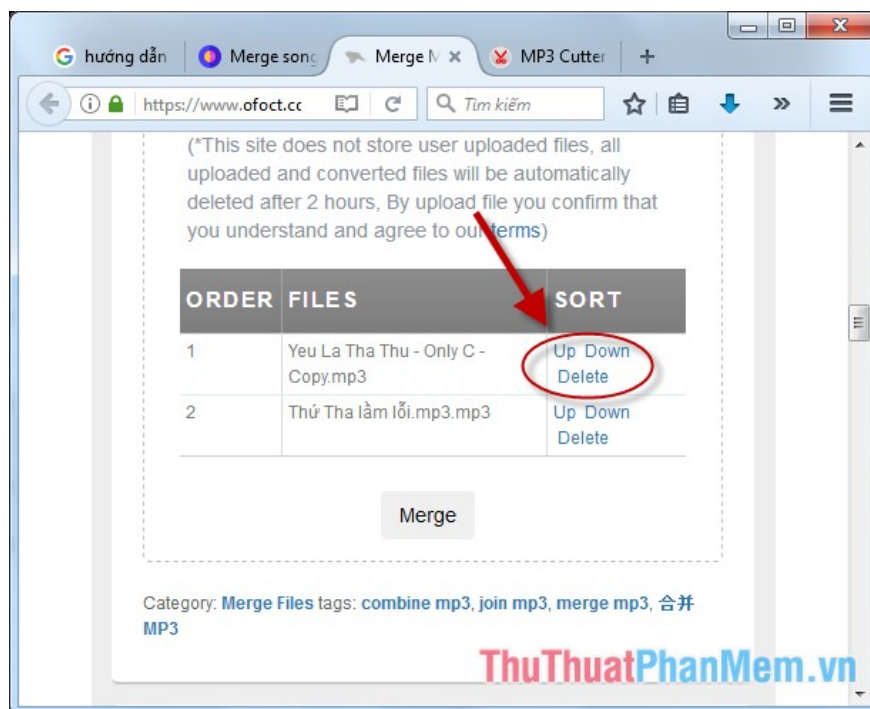 hướng dẫn Merge song Merge M MP3 Cutter
https://www.ofoct.cc Tìm kiếm
(*This site does not store user uploaded files, all
uploaded and converted files will be automatically
deleted after 2 hours, By upload file you confirm that
you understand and agree to our terms)
ORDER FILES SORT
1 Yeu La Tha Thu - Only C - Up Down
Copy.mp3 Delete
2 Thứ Tha lầm lỗi.mp3.mp3 Up Down
Delete
Merge
Category: Merge Files tags: combine mp3, join mp3, merge mp3, 合并
MP3
ThuThuatPhanMem.vn